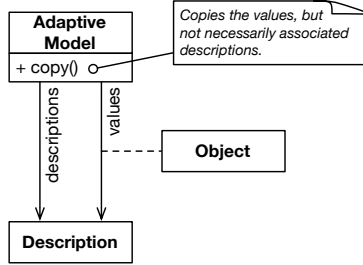 Adaptive
Model
+ copy()
Copies the values, but
not necessarily associated
descriptions.
descriptions
values
Object
Description